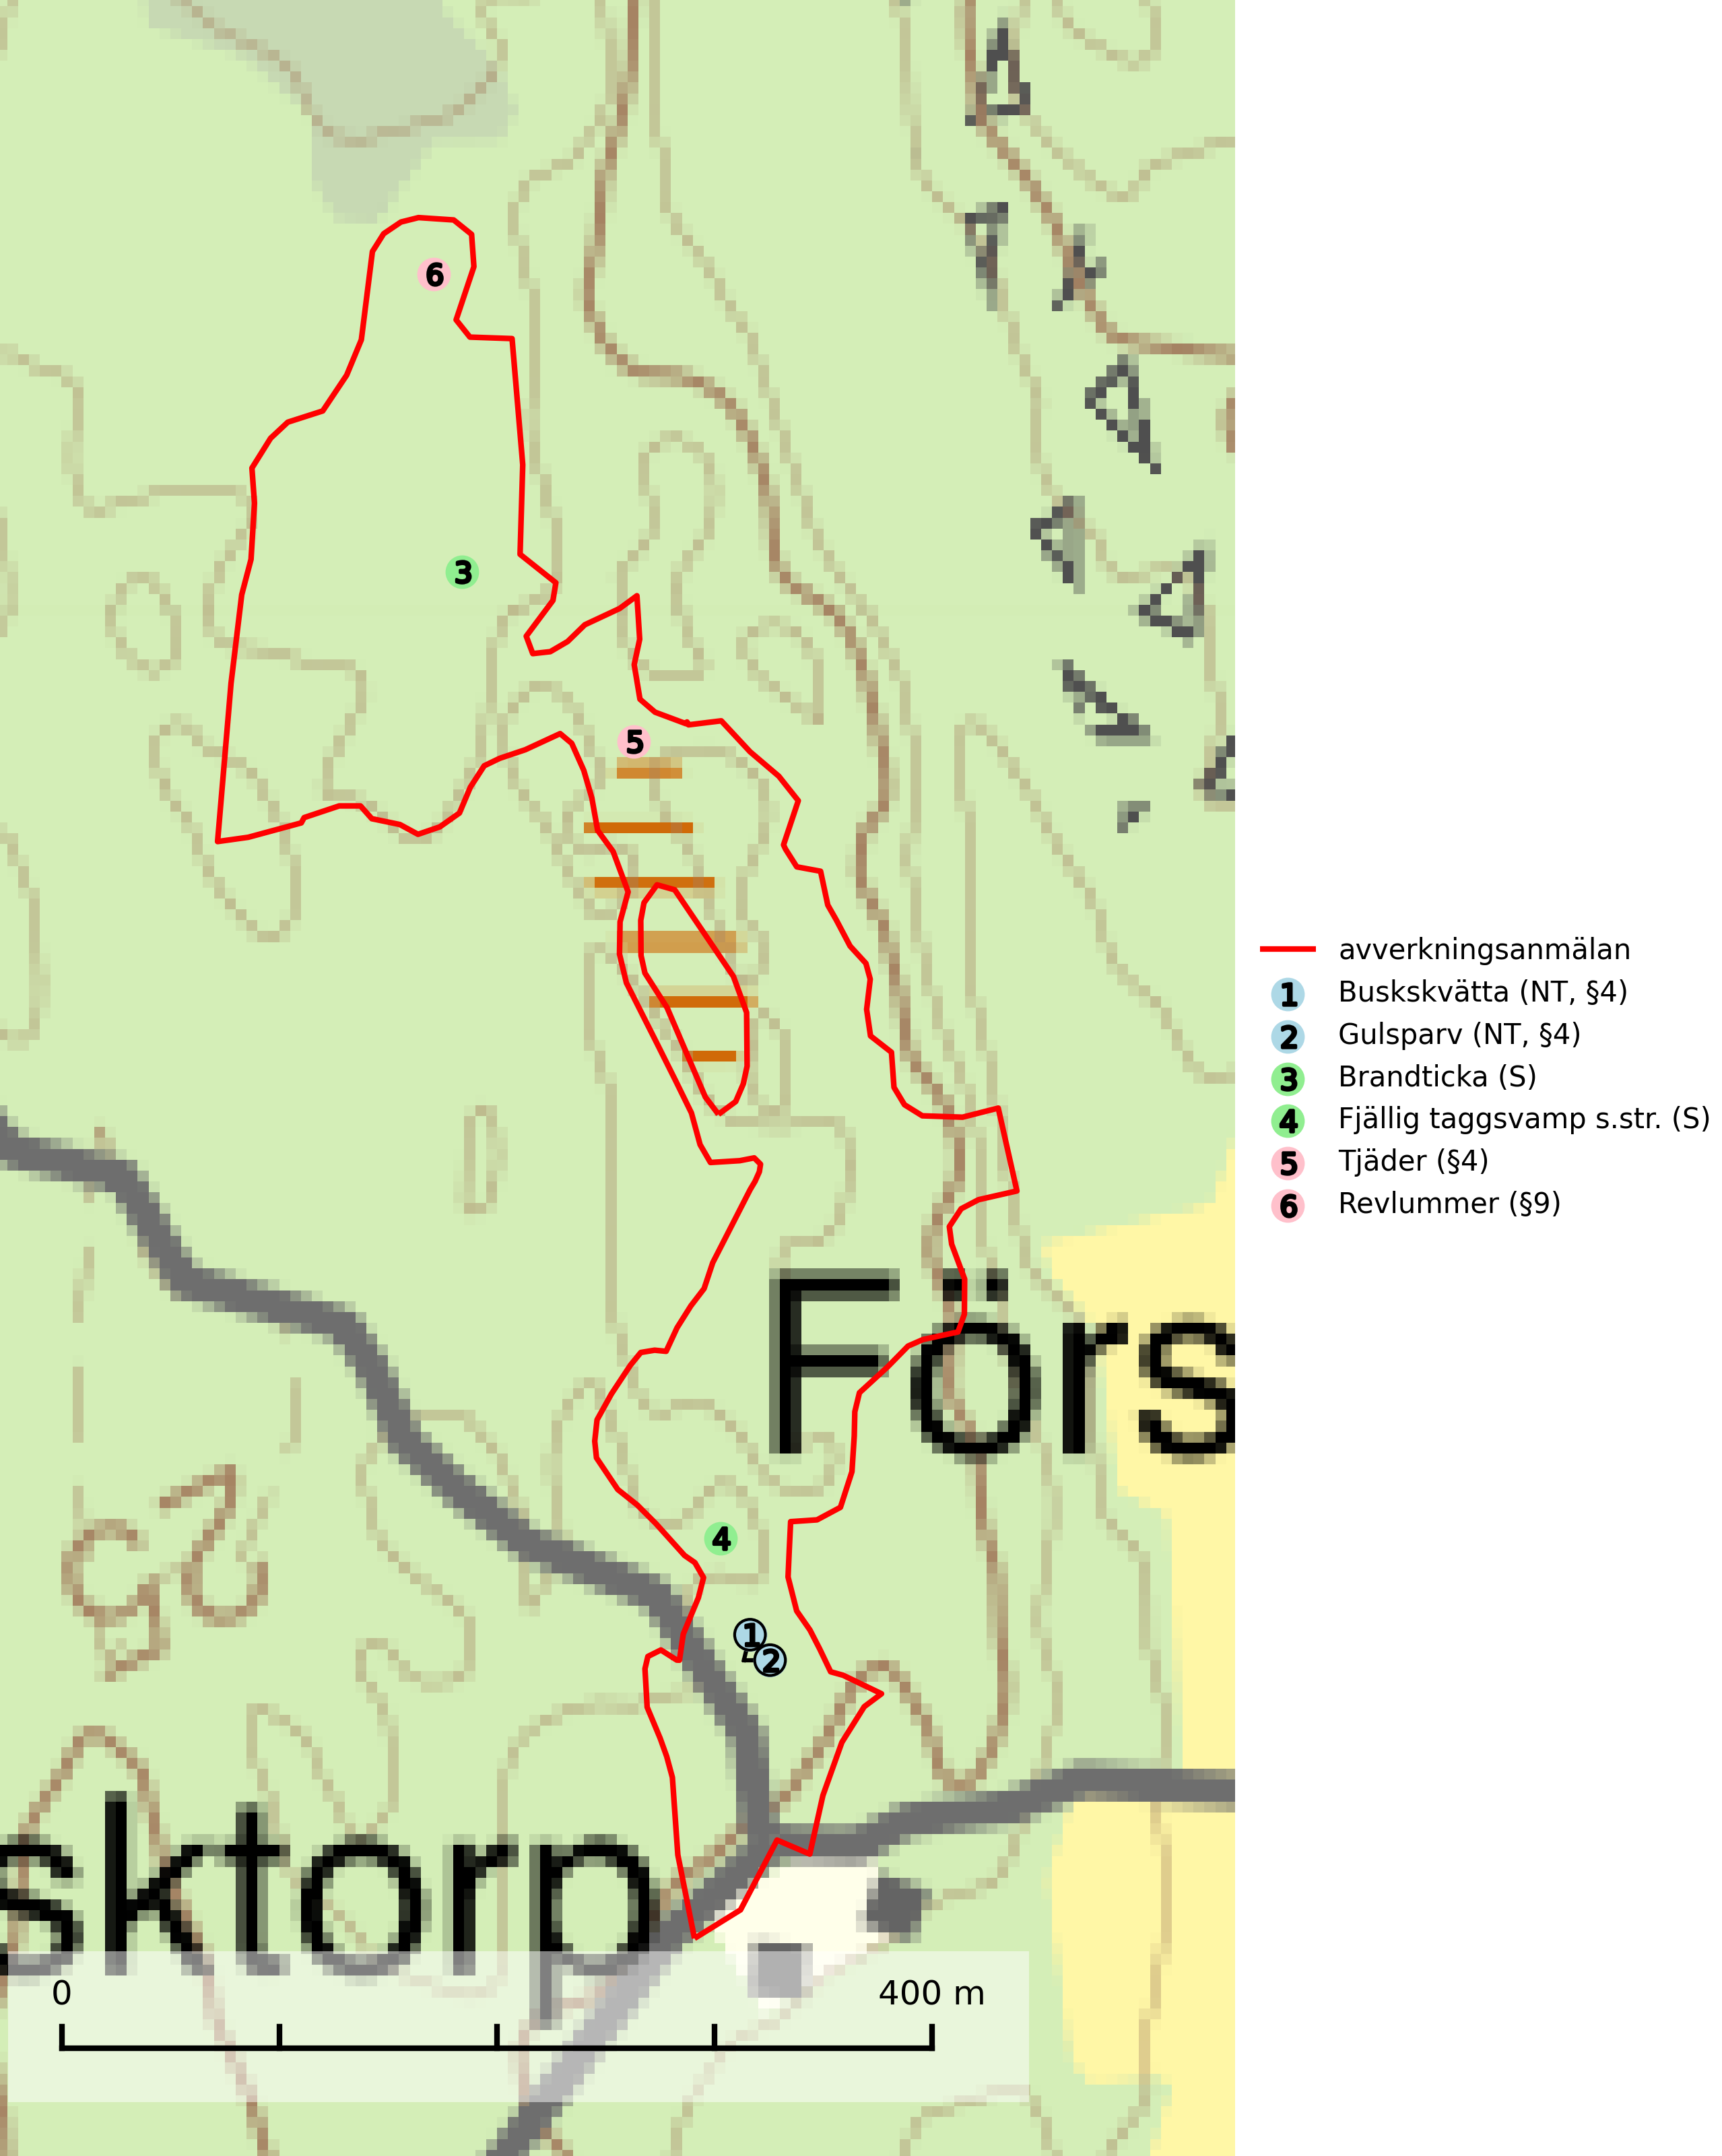 6
3
5
4
1
2
Förs
sktorp
0 400 m
avverkningsanmälan
1 Buskskvätta (NT, §4)
2 Gulsparv (NT, §4)
3 Brandticka (S)
4 Fjällig taggsvamp s.str. (S)
5 Tjäder (§4)
6 Revlummer (§9)